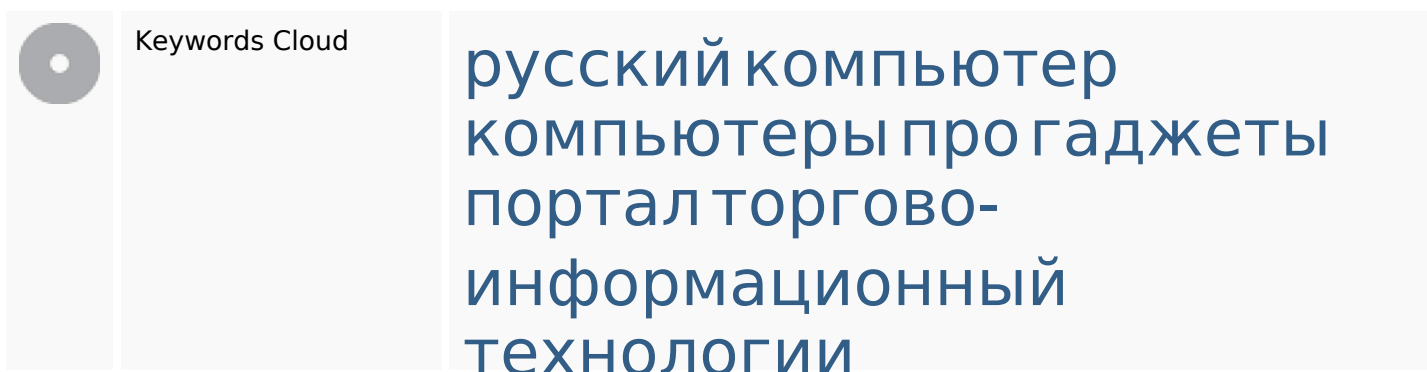 Keywords Cloud
русский компьютер
компьютеры про гаджеты
портал торгово-
информационный
технологии